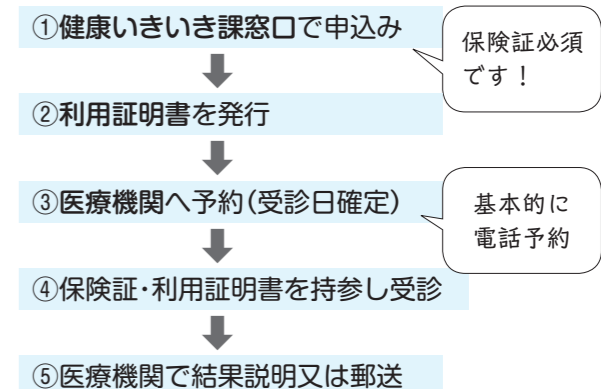 ①健康いきいき課窓口で申込み
保険証必須
です！
②利用証明書を発行
③医療機関へ予約(受診日確定)
基本的に
電話予約
④保険証・利用証明書を持参し受診
⑤医療機関で結果説明又は郵送